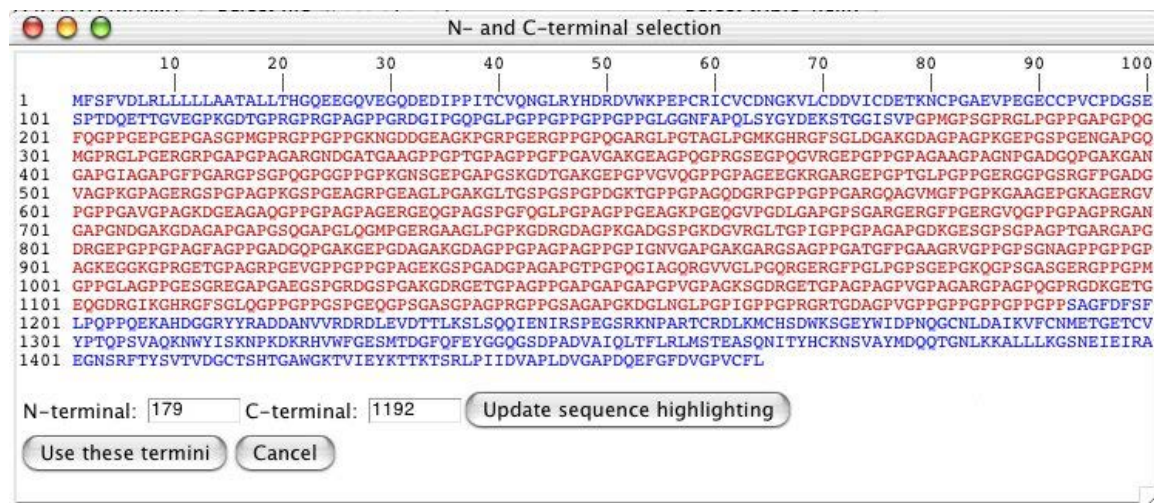 N- and C-terminal selection
10 20 30 40 50 60 70 80 90 100
1 MFSFVDLRLLLLLAATALLTHGQEEGQVEGQDEDIPPITCVQNGLRYHDRDVWKPEPCRICVCDNGKVLCDDVICDETKNCPGAEVPEGECCPVCPDGSE
101 SPTDQETTGVEGPKGDTGPRGPRGPAGPPGRDGIPGQPGLPGPPGPPGPPGPPGLGGNFAPQLSYGYDEKSTGGISVPGPMGPSGPRGLPGPPGAPGPQG
201 FQGPPGEPGEPGASGPMGPRGPPGPPGKNGDDGEAGKPGRPGERGPPGPQGARGLPGTAGLPGMKGHRGFSGLDGAKGDAGPAGPKGEPGSPGENGAPGQ
301 MGPRGLPGERGRPGAPGPAGARGNDGATGAAGPPGPTGPAGPPGFPGAVGAKGEAGPQGPRGSEGPQGVRGEPGPPGPAGAAGPAGNPGADGQPGAKGAN
401 GAPGIAGAPGFPGARGPSGPQGPGGPPGPKGNSGEPGAPGSKGDTGAKGEPGPVGVQGPPGPAGEEGKRGARGEPGPTGLPGPPGERGGPGSRGFPGADG
501 VAGPKGPAGERGSPGPAGPKGSPGEAGRPGEAGLPGAKGLTGSPGSPGPDGKTGPPGPAGQDGRPGPPGPPGARGQAGVMGFPGPKGAAGEPGKAGERGV
601 PGPPGAVGPAGKDGEAGAQGPPGPAGPAGERGEQGPAGSPGFQGLPGPAGPPGEAGKPGEQGVPGDLGAPGPSGARGERGFPGERGVQGPPGPAGPRGAN
701 GAPGNDGAKGDAGAPGAPGSQGAPGLQGMPGERGAAGLPGPKGDRGDAGPKGADGSPGKDGVRGLTGPIGPPGPAGAPGDKGESGPSGPAGPTGARGAPG
801 DRGEPGPPGPAGFAGPPGADGQPGAKGEPGDAGAKGDAGPPGPAGPAGPPGPIGNVGAPGAKGARGSAGPPGATGFPGAAGRVGPPGPSGNAGPPGPPGP
901 AGKEGGKGPRGETGPAGRPGEVGPPGPPGPAGEKGSPGADGPAGAPGTPGPQGIAGQRGVVGLPGQRGERGFPGLPGPSGEPGKQGPSGASGERGPPGPM
1001 GPPGLAGPPGESGREGAPGAEGSPGRDGSPGAKGDRGETGPAGPPGAPGAPGAPGPVGPAGKSGDRGETGPAGPAGPVGPAGARGPAGPQGPRGDKGETG
1101 EQGDRGIKGHRGFSGLQGPPGPPGSPGEQGPSGASGPAGPRGPPGSAGAPGKDGLNGLPGPIGPPGPRGRTGDAGPVGPPGPPGPPGPPGPPSAGFDFSF
1201 LPQPPQEKAHDGGRYYRADDANVVRDRDLEVDTTLKSLSQQIENIRSPEGSRKNPARTCRDLKMCHSDWKSGEYWIDPNQGCNLDAIKVFCNMETGETCV
1301 YPTQPSVAQKNWYISKNPKDKRHVWFGESMTDGFQFEYGGQGSDPADVAIQLTFLRLMSTEASQNITYHCKNSVAYMDQQTGNLKKALLLKGSNEIEIRA
1401 EGNSRFTYSVTVDGCTSHTGAWGKTVIEYKTTKTSRLPIIDVAPLDVGAPDQEFGFDVGPVCFL
N-terminal: 179 C-terminal: 1192 Update sequence highlighting
Use these termini Cancel